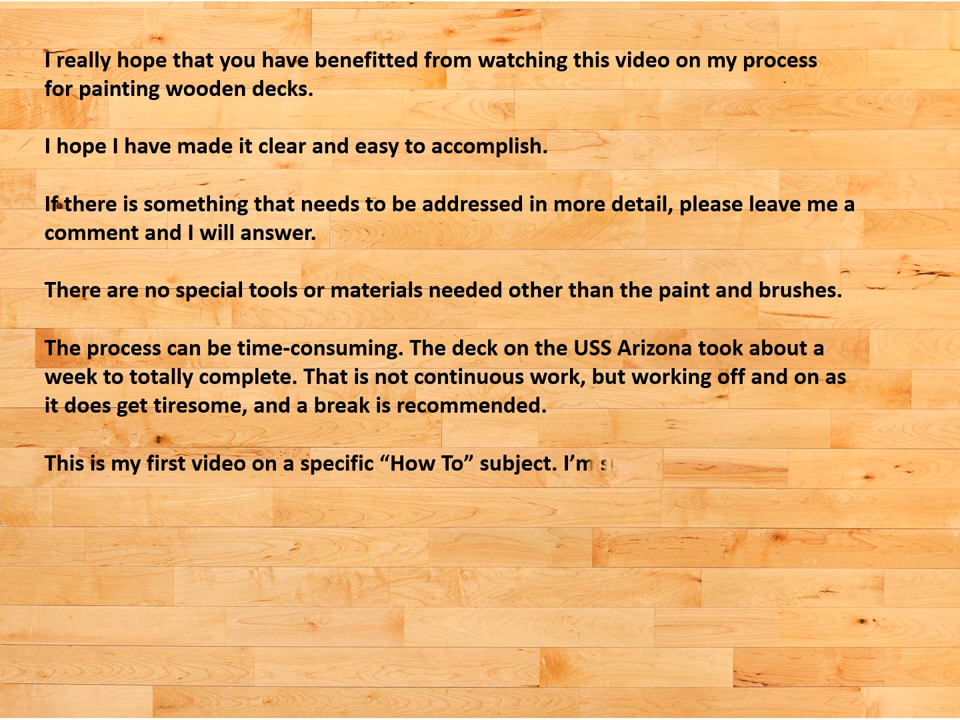 I really hope that you have benefitted from watching this video on my process
for painting wooden decks.
I hope I have made it clear and easy to accomplish.
If there is something that needs to be addressed in more detail, please leave me a
comment and I will answer.
There are no special tools or materials needed other than the paint and brushes.
The process can be time-consuming. The deck on the USS Arizona took about a
week to totally complete. That is not continuous work, but working off and on as
it does get tiresome, and a break is recommended.
This is my first video on a specific “How To” subject. I’m